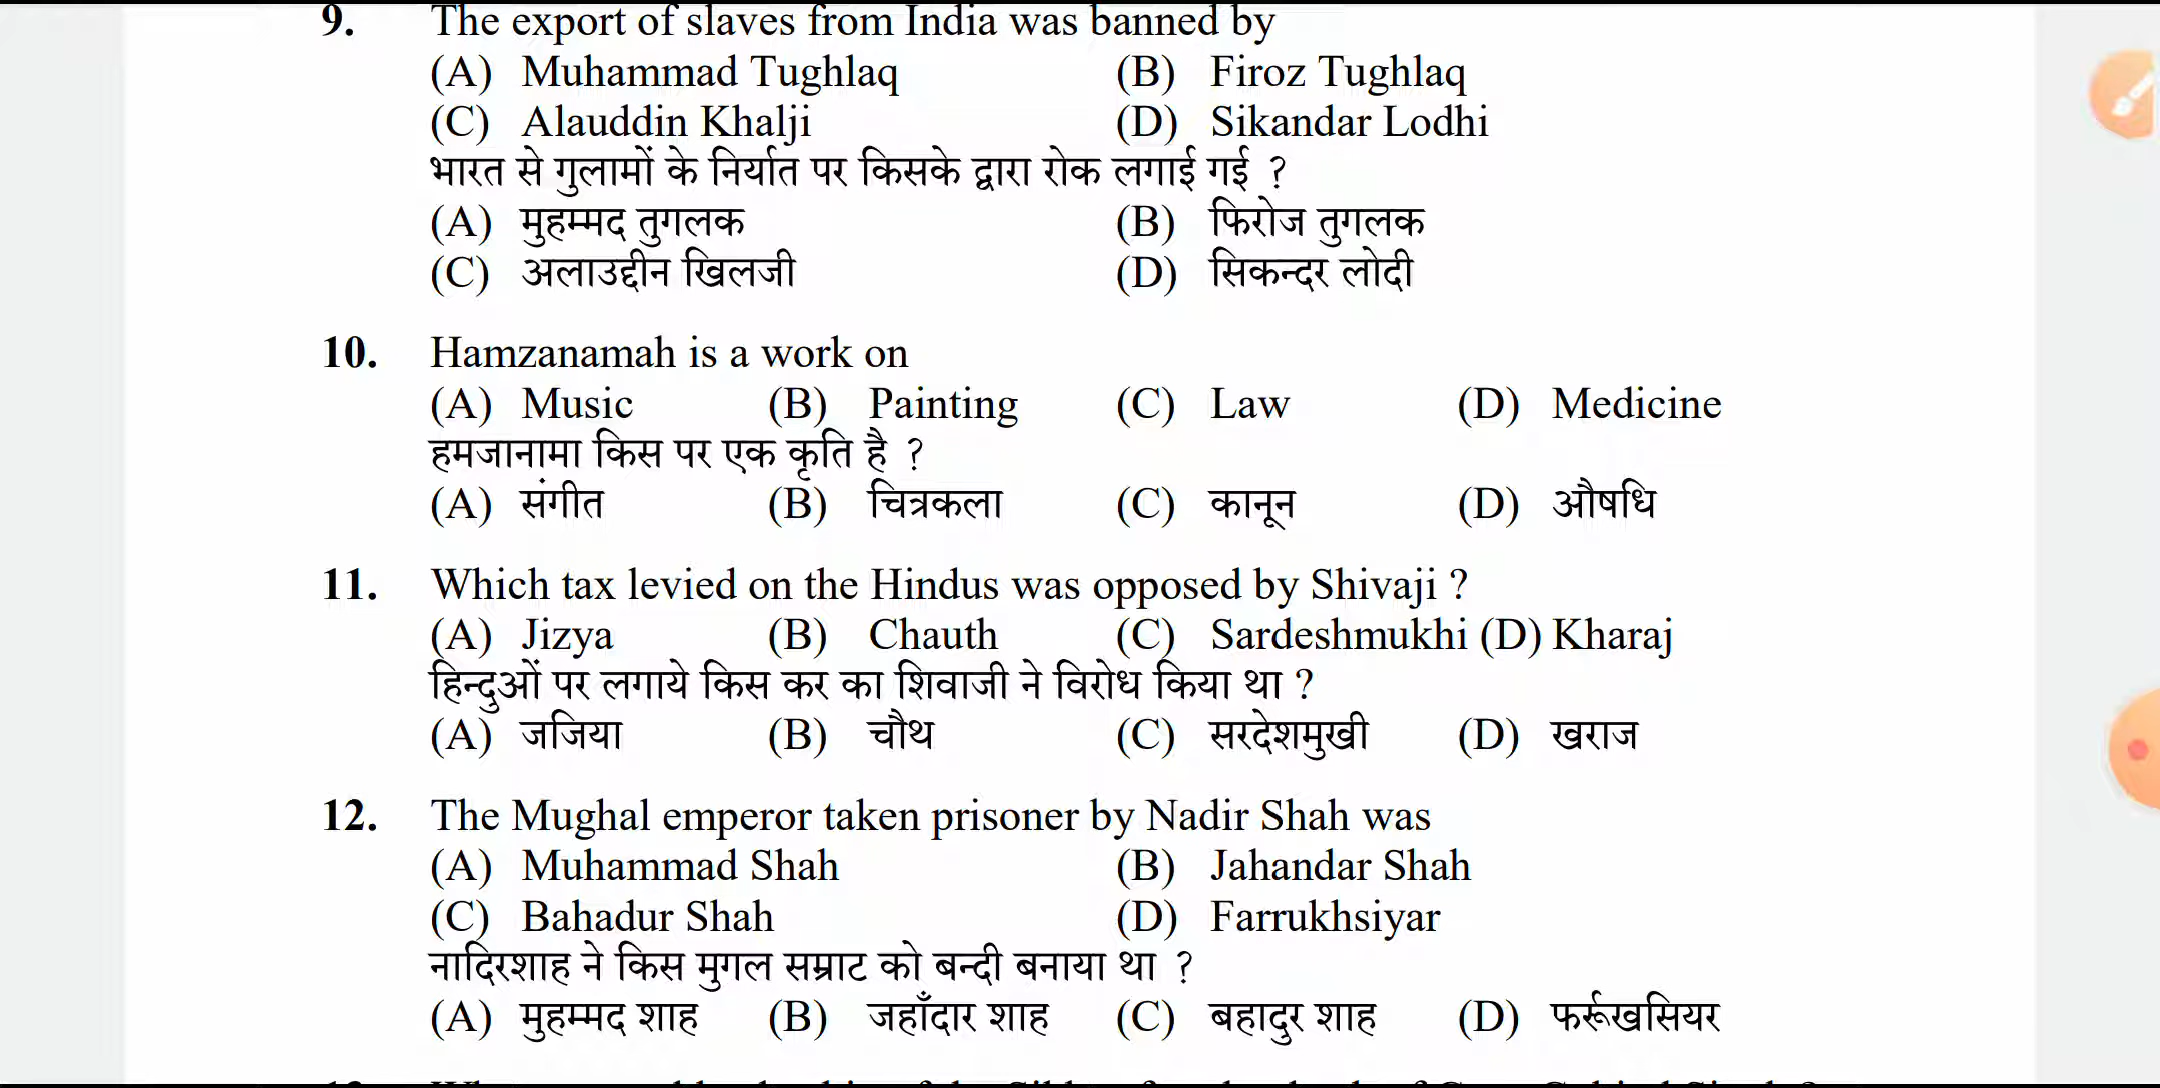 9. The export of slaves from India was banned by
(A) Muhammad Tughlaq (B) Firoz Tughlaq
(C) Alauddin Khalji (D) Sikandar Lodhi
भारत से गुलामों के निर्यात पर किसके द्वारा रोक लगाई गई ?
(A) मुहम्मद तुगलक (B) फिरोज तुगलक
(C) अलाउद्दीन खिलजी (D) सिकन्दर लोदी
10. Hamzanamah is a work on
(A) Music (B) Painting (C) Law (D) Medicine
हमजानामा किस पर एक कृति है ?
(A) संगीत (B) चित्रकला (C) कानून (D) औषधि
11. Which tax levied on the Hindus was opposed by Shivaji ?
(A) Jizya (B) Chauth (C) Sardeshmukhi (D) Kharaj
हिन्दुओं पर लगाये किस कर का शिवाजी ने विरोध किया था ?
(A) जजिया (B) चौथ (C) सरदेशमुखी (D) खराज
12. The Mughal emperor taken prisoner by Nadir Shah was
(A) Muhammad Shah (B) Jahandar Shah
(C) Bahadur Shah (D) Farrukhsiyar
नादिरशाह ने किस मुगल सम्राट को बन्दी बनाया था ?
(A) मुहम्मद शाह (B) जहाँदार शाह (C) बहादुर शाह (D) फर्रूखसियर